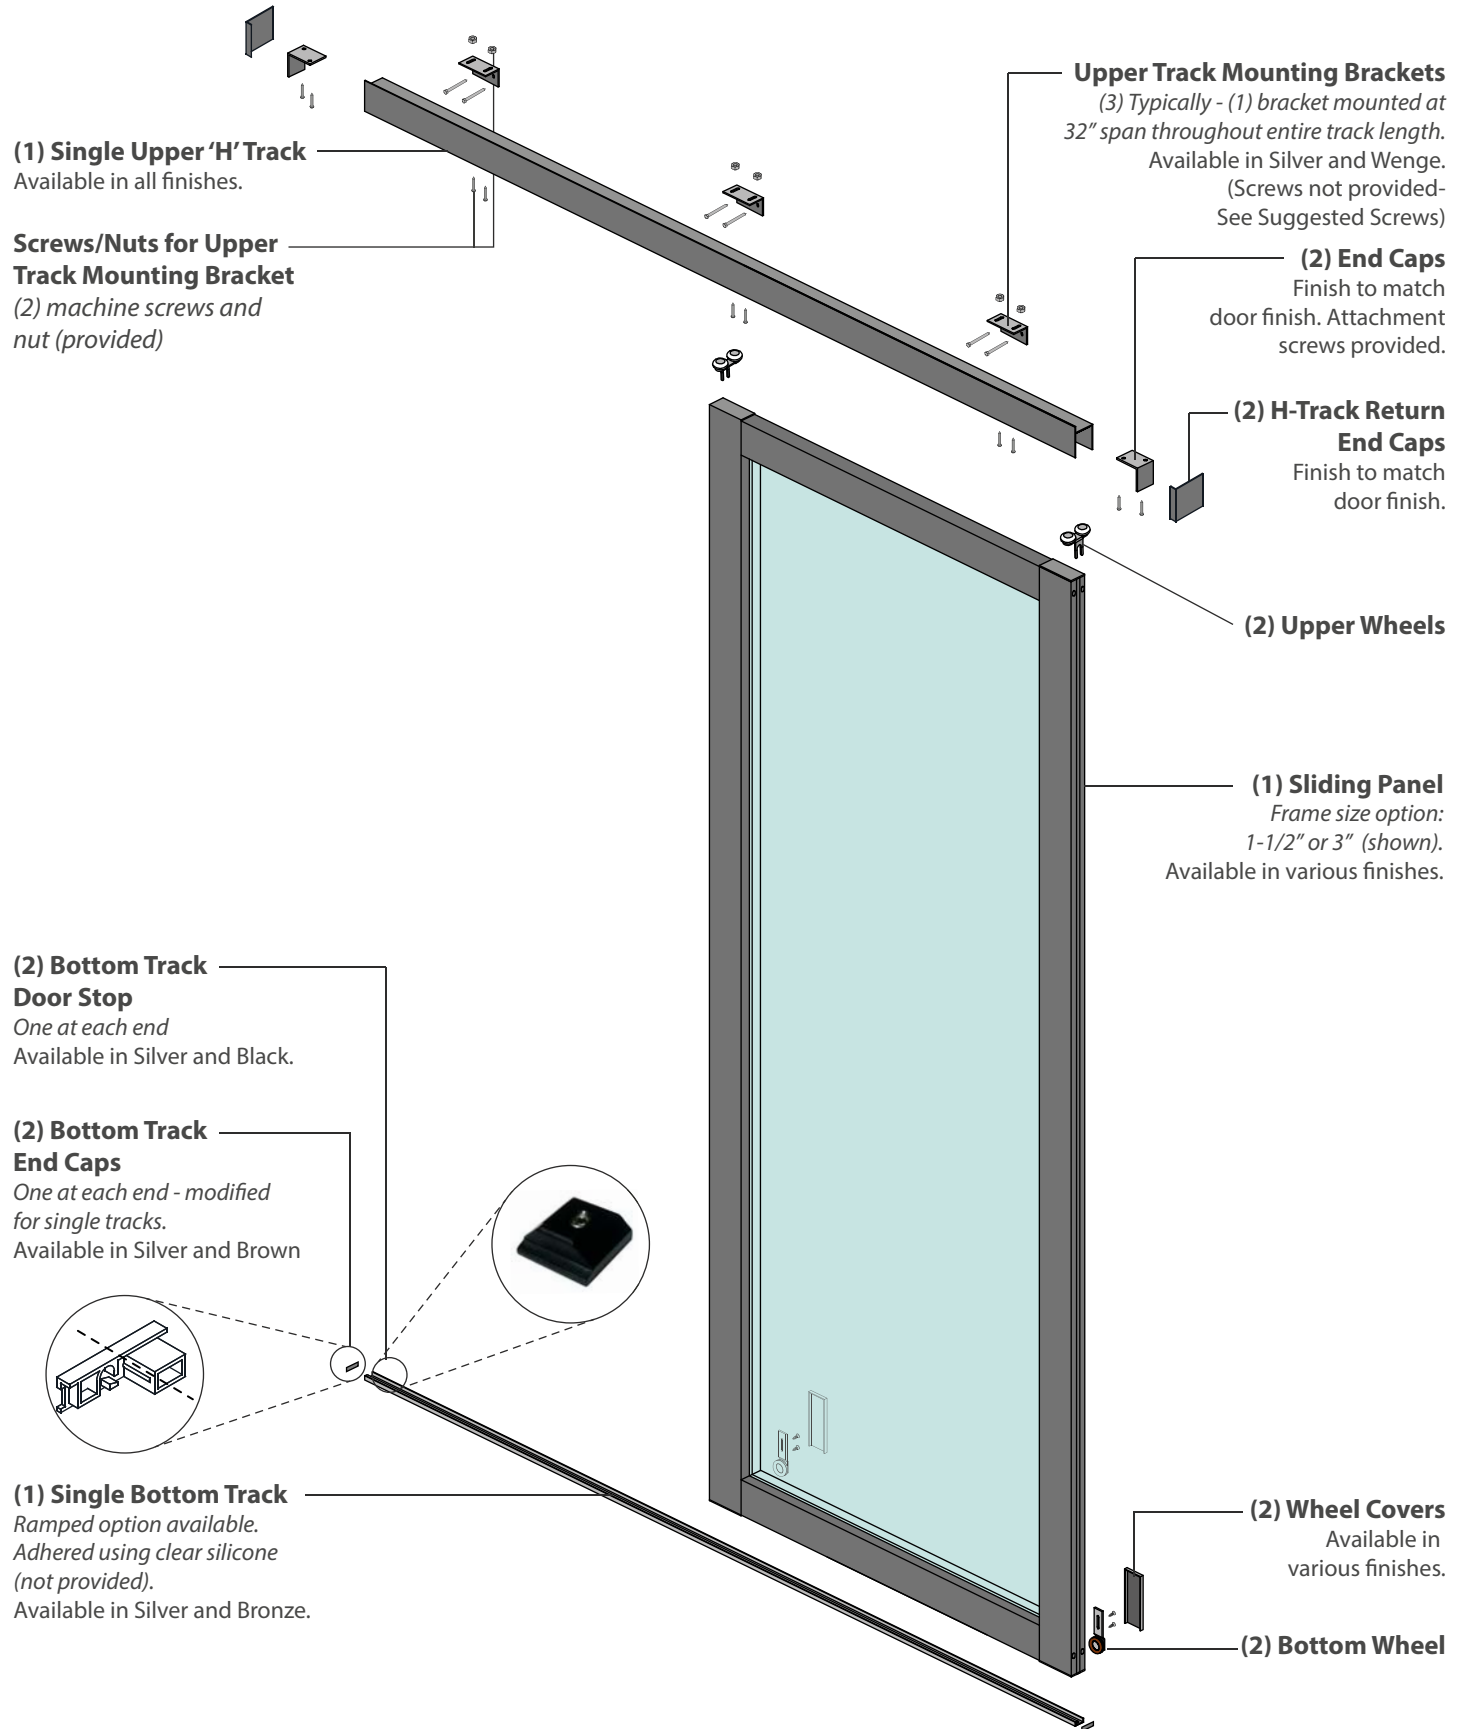 (1) Single Upper ‘H’ Track
Available in all finishes.
Screws/Nuts for Upper
Track Mounting Bracket
(2) machine screws and
nut (provided)
Upper Track Mounting Brackets
(3) Typically - (1) bracket mounted at
32” span throughout entire track length.
Available in Silver and Wenge.
(Screws not provided-
See Suggested Screws)
(2) End Caps
Finish to match
door finish. Attachment
screws provided.
(2) H-Track Return
End Caps
Finish to match
door finish.
(2) Upper Wheels
(1) Sliding Panel
Frame size option:
1-1/2” or 3” (shown).
Available in various finishes.
(2) Bottom Track
Door Stop
One at each end
Available in Silver and Black.
(2) Bottom Track
End Caps
One at each end - modified
for single tracks.
Available in Silver and Brown
(1) Single Bottom Track
Ramped option available.
Adhered using clear silicone
(not provided).
Available in Silver and Bronze.
(2) Wheel Covers
Available in
various finishes.
(2) Bottom Wheel